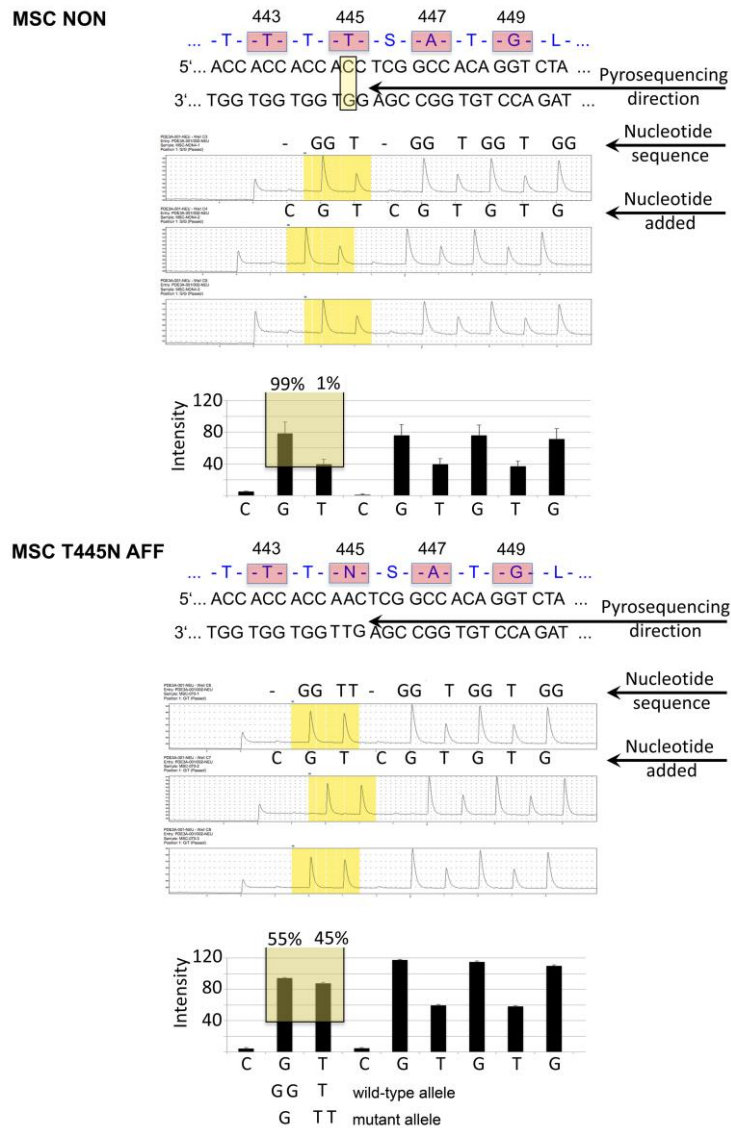 MSC NON
443 445 447 449
... -T- -T- -T- T- -T- -S- -A- -T- -G- -L- ...
5‘... ACC ACC ACC ACC TCG GCC ACA GGT CTA ...
Pyrosequencing
direction
3‘... TGG TGG TGG TGG AGC CGG TGT CCA GAT ...
- GG T - GG T GG T GG
Nucleotide
sequence
C G T C G T G T G
Nucleotide
added
99% 1%
Intensity
120
80
40
C G T C G T G T G
MSC T445N AFF
443 445 447 449
... -T- -T- -T- -N- -S- -A- -T- -G- -L- ...
5‘... ACC ACC ACC AAC TCG GCC ACA GGT CTA ...
Pyrosequencing
direction
3‘... TGG TGG TGG TTG AGC CGG TGT CCA GAT ...
- GG TT - GG T GG T GG
Nucleotide
sequence
C G T C G T G T G
Nucleotide
added
55% 45%
Intensity
120
80
40
C G T C G T G T G
GG T wild-type allele
G TT mutant allele